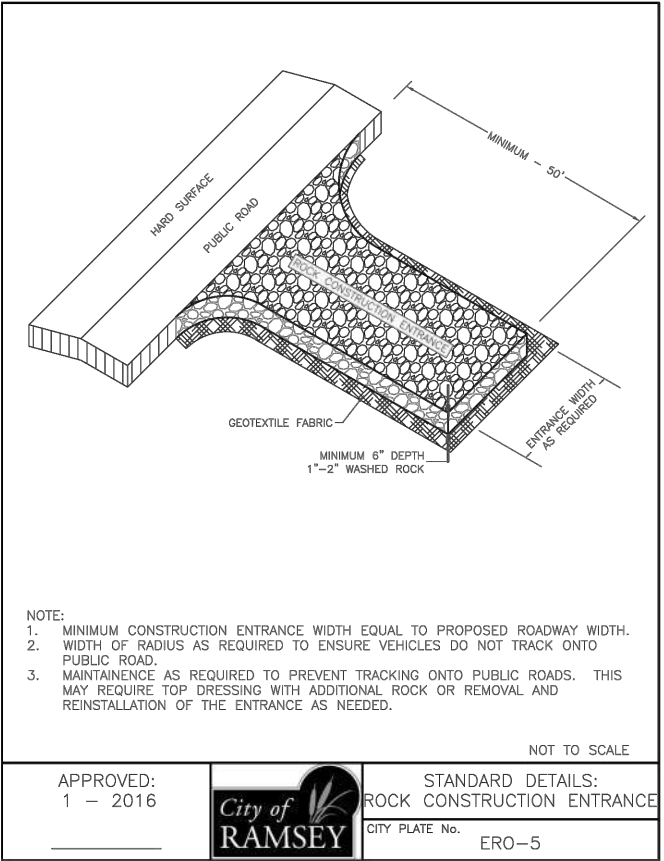 MINIMUM - 50'
HARD SURFACE
PUBLIC ROAD
ROCK CONSTRUCTION ENTRANCE
ENTRANCE WIDTH
AS REQUIRED
GEOTEXTILE FABRIC
MINIMUM 6" DEPTH
1"-2" WASHED ROCK
NOTE:
1. MINIMUM CONSTRUCTION ENTRANCE WIDTH EQUAL TO PROPOSED ROADWAY WIDTH.
2. WIDTH OF RADIUS AS REQUIRED TO ENSURE VEHICLES DO NOT TRACK ONTO
PUBLIC ROAD.
3. MAINTAINENCE AS REQUIRED TO PREVENT TRACKING ONTO PUBLIC ROADS. THIS
MAY REQUIRE TOP DRESSING WITH ADDITIONAL ROCK OR REMOVAL AND
REINSTALLATION OF THE ENTRANCE AS NEEDED.
NOT TO SCALE
APPROVED:
1 - 2016
City of
RAMSEY
STANDARD DETAILS:
ROCK CONSTRUCTION ENTRANCE
CITY PLATE No.
ERO-5